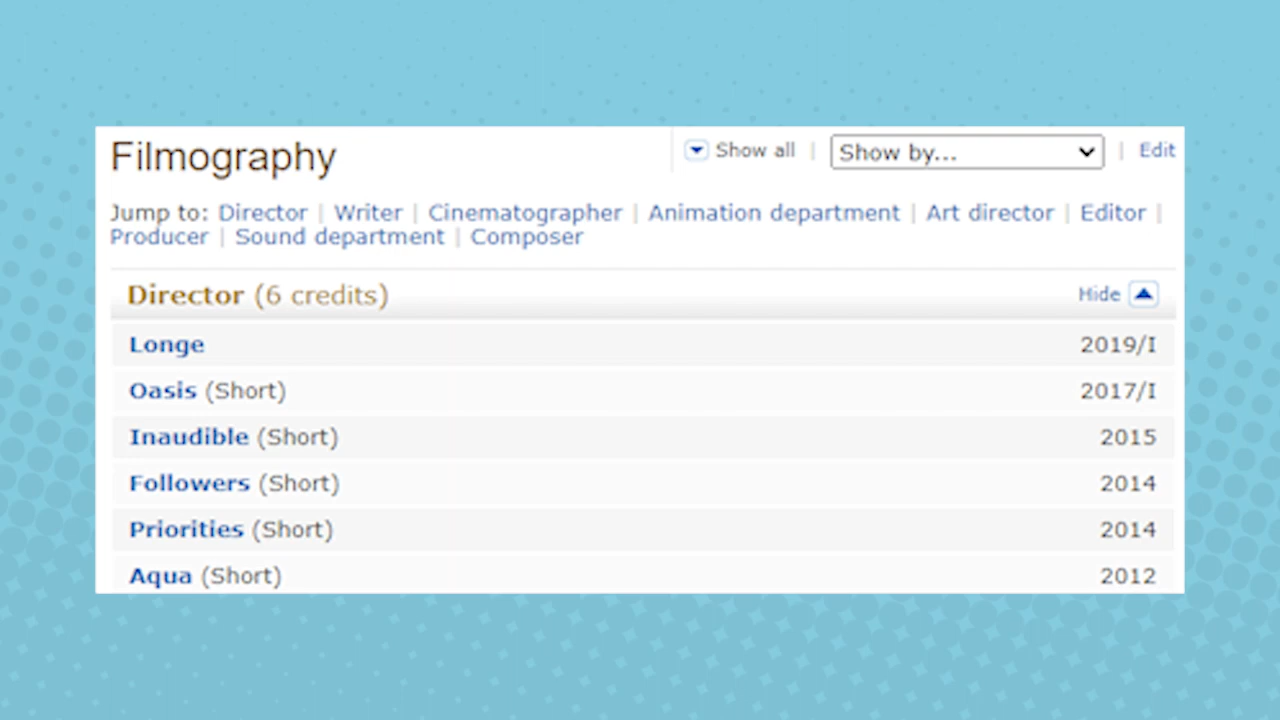 Filmography
Show all | Show by... | Edit
Jump to: Director | Writer | Cinematographer | Animation department | Art director | Editor |
Producer | Sound department | Composer
Director (6 credits) Hide
Longe 2019/I
Oasis (Short) 2017/I
Inaudible (Short) 2015
Followers (Short) 2014
Priorities (Short) 2014
Aqua (Short) 2012